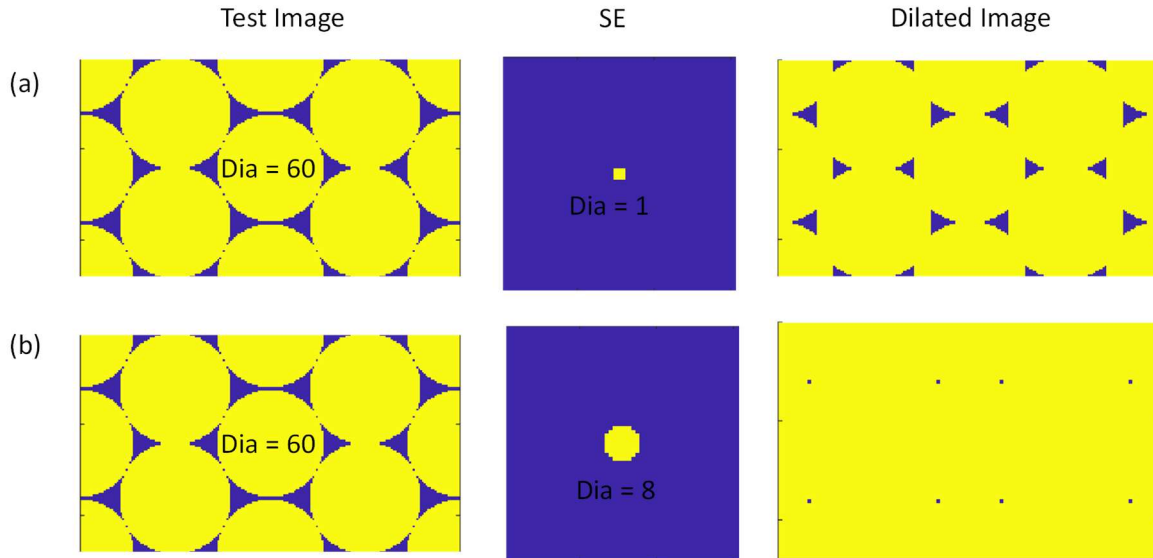 Test Image
SE
Dilated Image
(a)
Dia = 60
Dia = 1
(b)
Dia = 60
Dia = 8